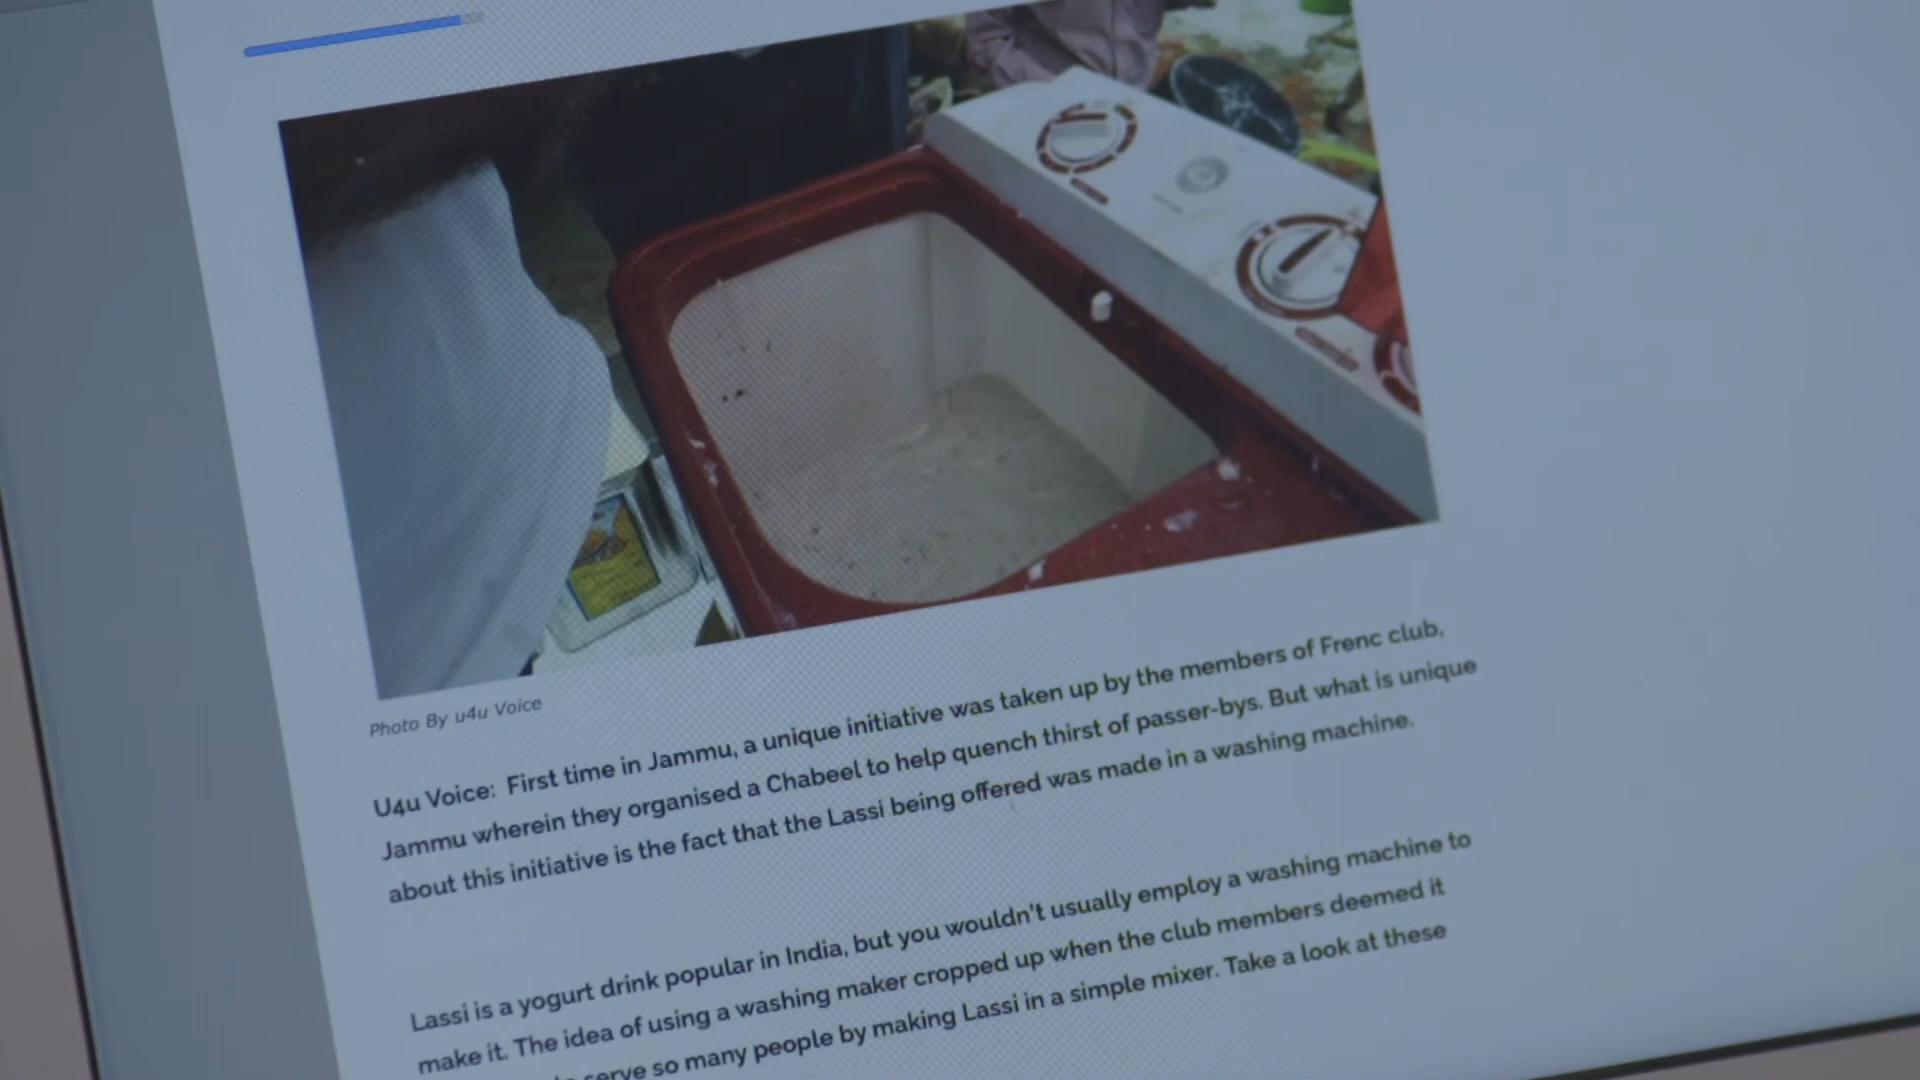 Photo By u4u Voice
U4u Voice: First time in Jammu, a unique initiative was taken up by the members of Frenc club,
Jammu wherein they organised a Chabeel to help quench thirst of passer-bys. But what is unique
about this initiative is the fact that the Lassi being offered was made in a washing machine.
Lassi is a yogurt drink popular in India, but you wouldn't usually employ a washing machine to
make it. The idea of using a washing maker cropped up when the club members deemed it
serve so many people by making Lassi in a simple mixer. Take a look at these